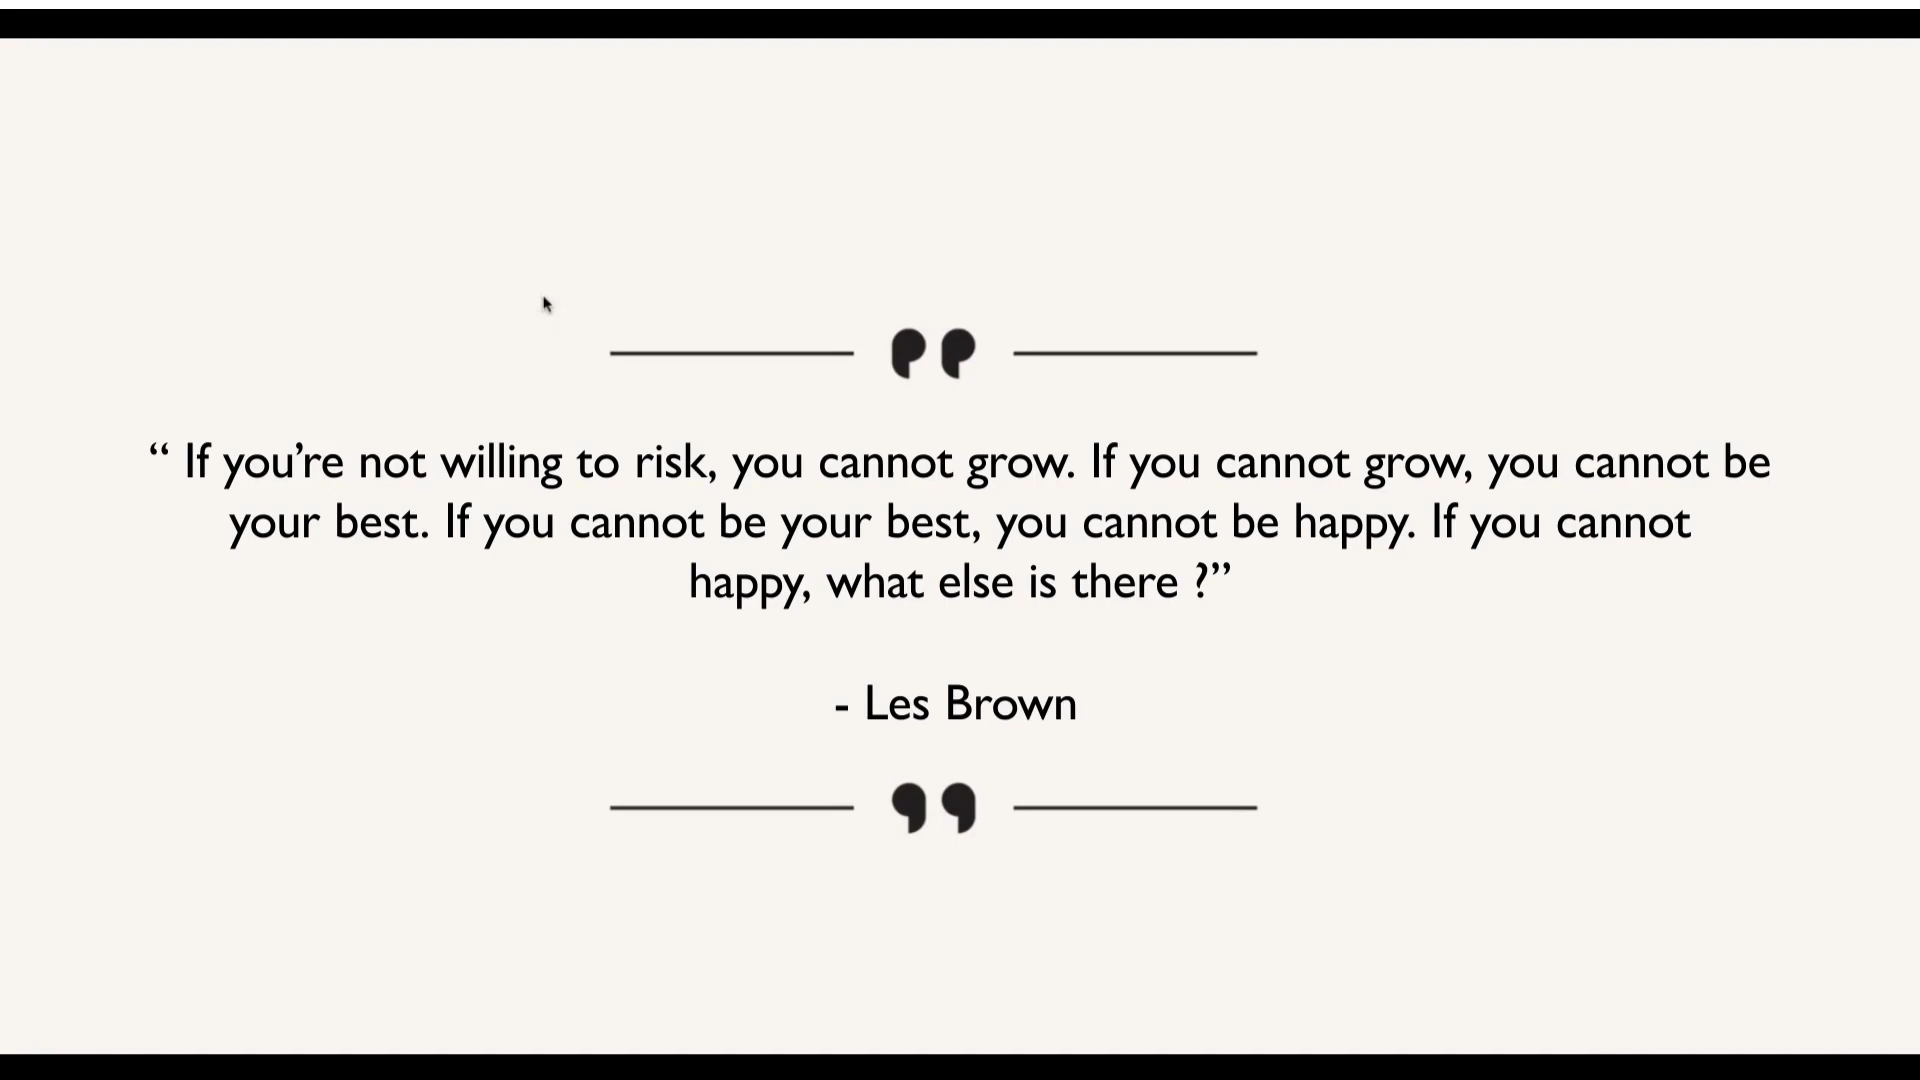 “ If you’re not willing to risk, you cannot grow. If you cannot grow, you cannot be
your best. If you cannot be your best, you cannot be happy. If you cannot
happy, what else is there ?”
- Les Brown